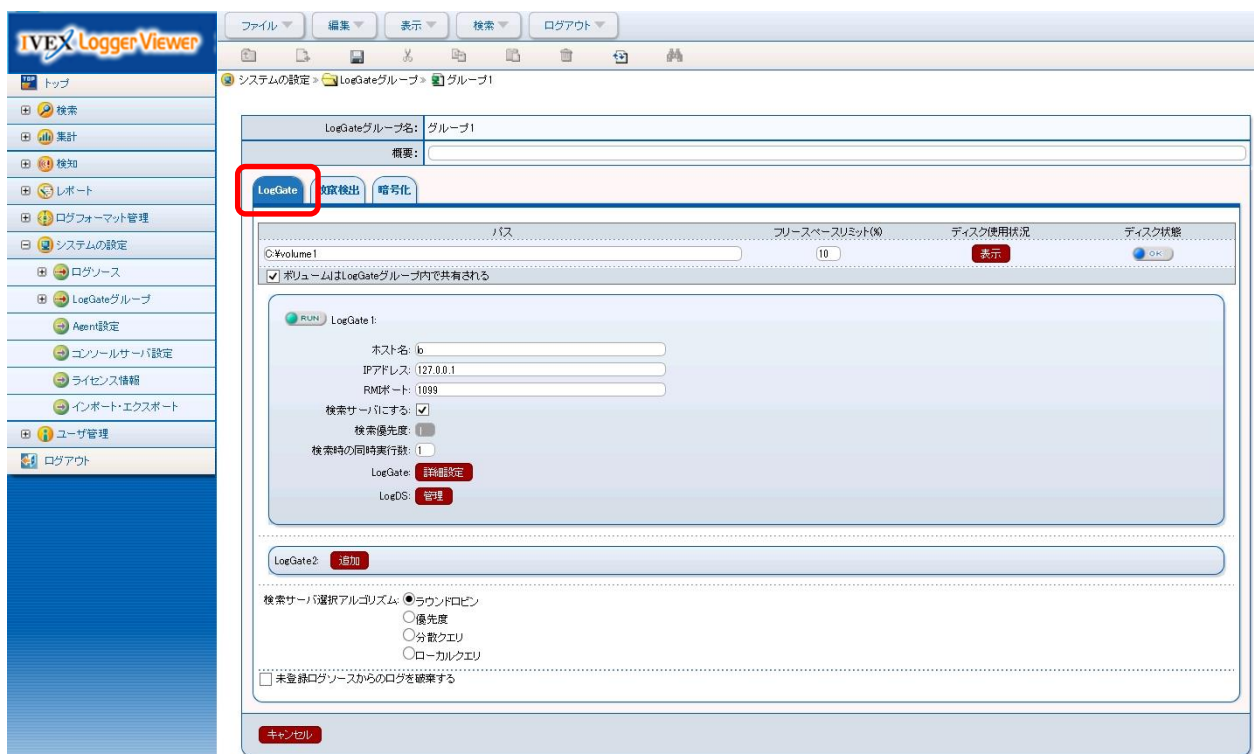 IVEX Logger Viewer
ファイル 編集 表示 検索 ログアウト
トップ
検索
集計
検知
レポート
ログフォーマット管理
システムの設定
ログソース
LogGateグループ
Agent設定
コンソールサーバ設定
ライセンス情報
インポート・エクスポート
ユーザ管理
ログアウト
システムの設定 » LogGateグループ » グループ1
LogGateグループ名: グループ1
概要:
LogGate 改竄検出 暗号化
パス フリースペースリミット(%) ディスク使用状況 ディスク状態
C:¥volume1 10 表示 OK
ボリュームはLogGateグループ内で共有される
RUN LogGate 1:
ホスト名: lo
IPアドレス: 127.0.0.1
RMIポート: 1099
検索サーバにする:
検索優先度: 1
検索時の同時実行数: 1
LogGate: 詳細設定
LogDS: 管理
LogGate2: 追加
検索サーバ選択アルゴリズム: ラウンドロビン
優先度
分散クエリ
ローカルクエリ
未登録ログソースからのログを破棄する
キャンセル